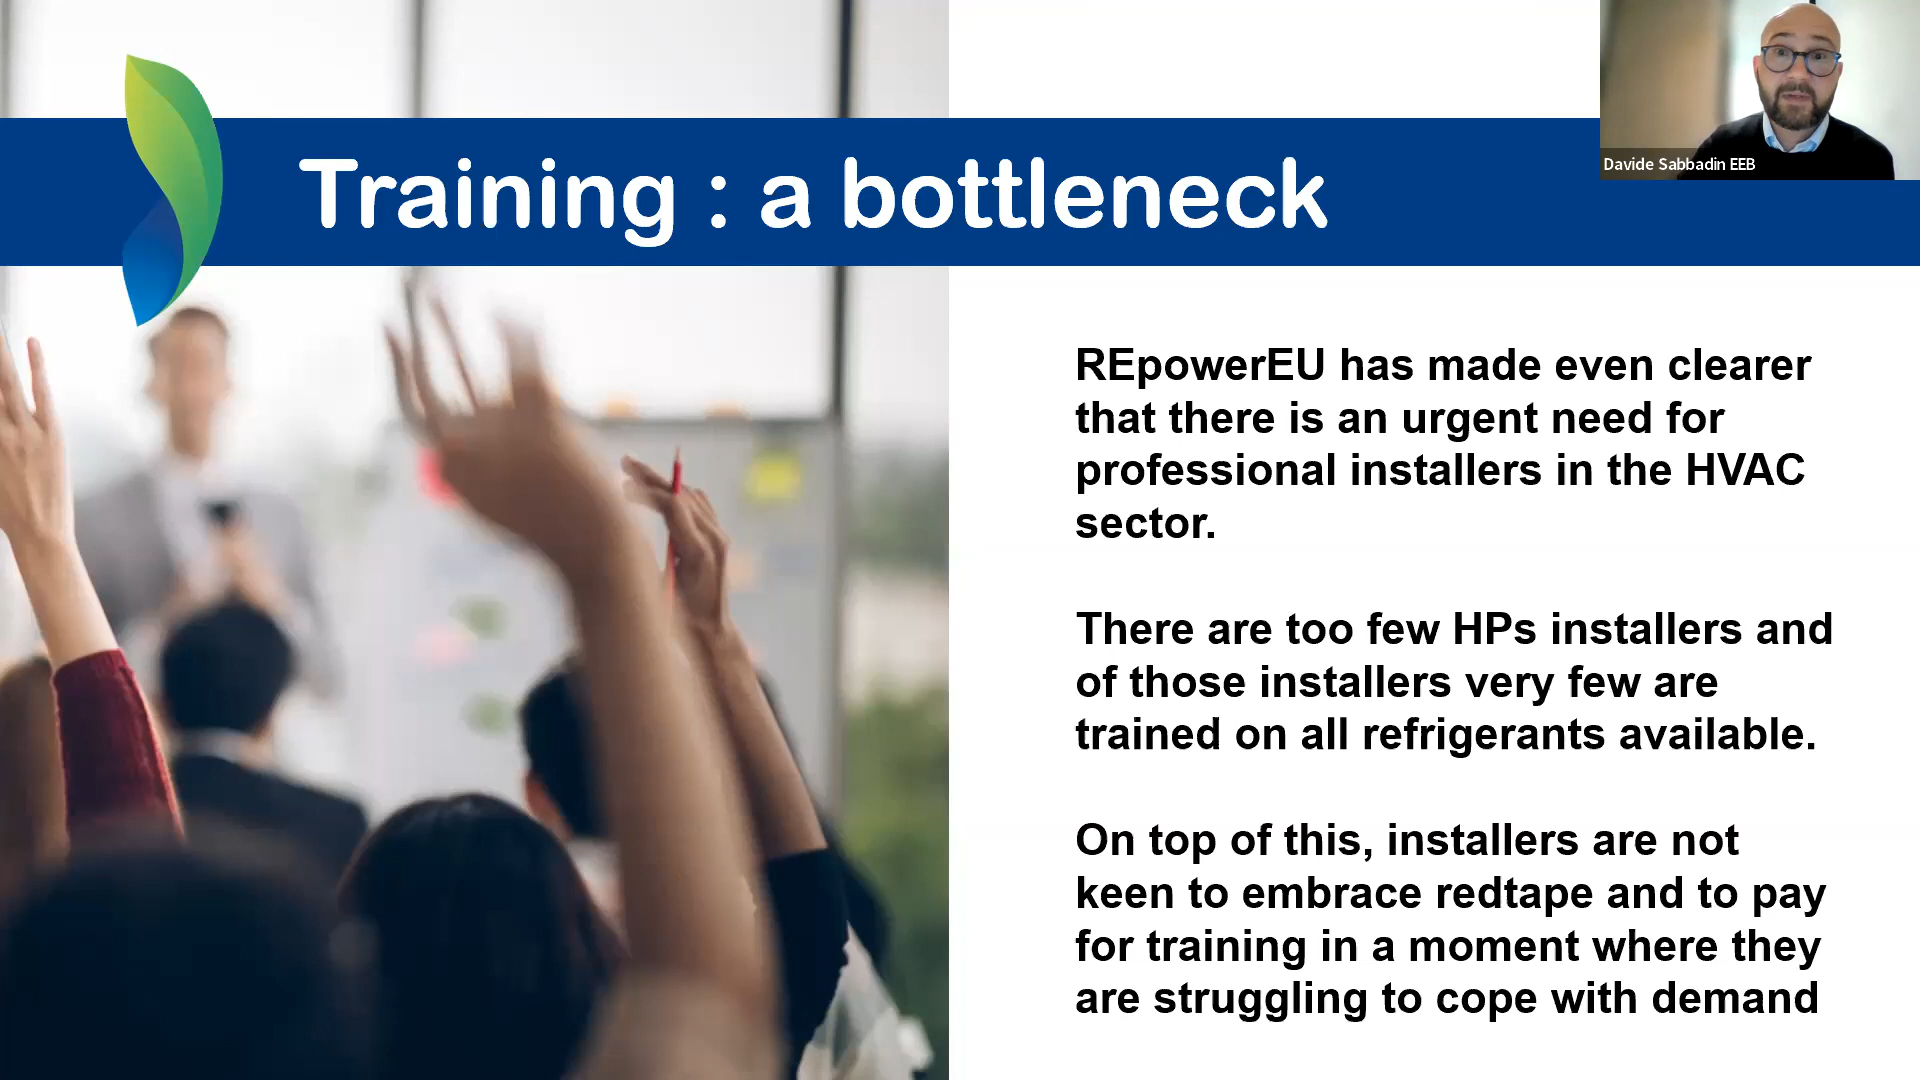 Training : a bottleneck
Davide Sabbadin EEB
REpowerEU has made even clearer
that there is an urgent need for
professional installers in the HVAC
sector.
There are too few HPs installers and
of those installers very few are
trained on all refrigerants available.
On top of this, installers are not
keen to embrace redtape and to pay
for training in a moment where they
are struggling to cope with demand